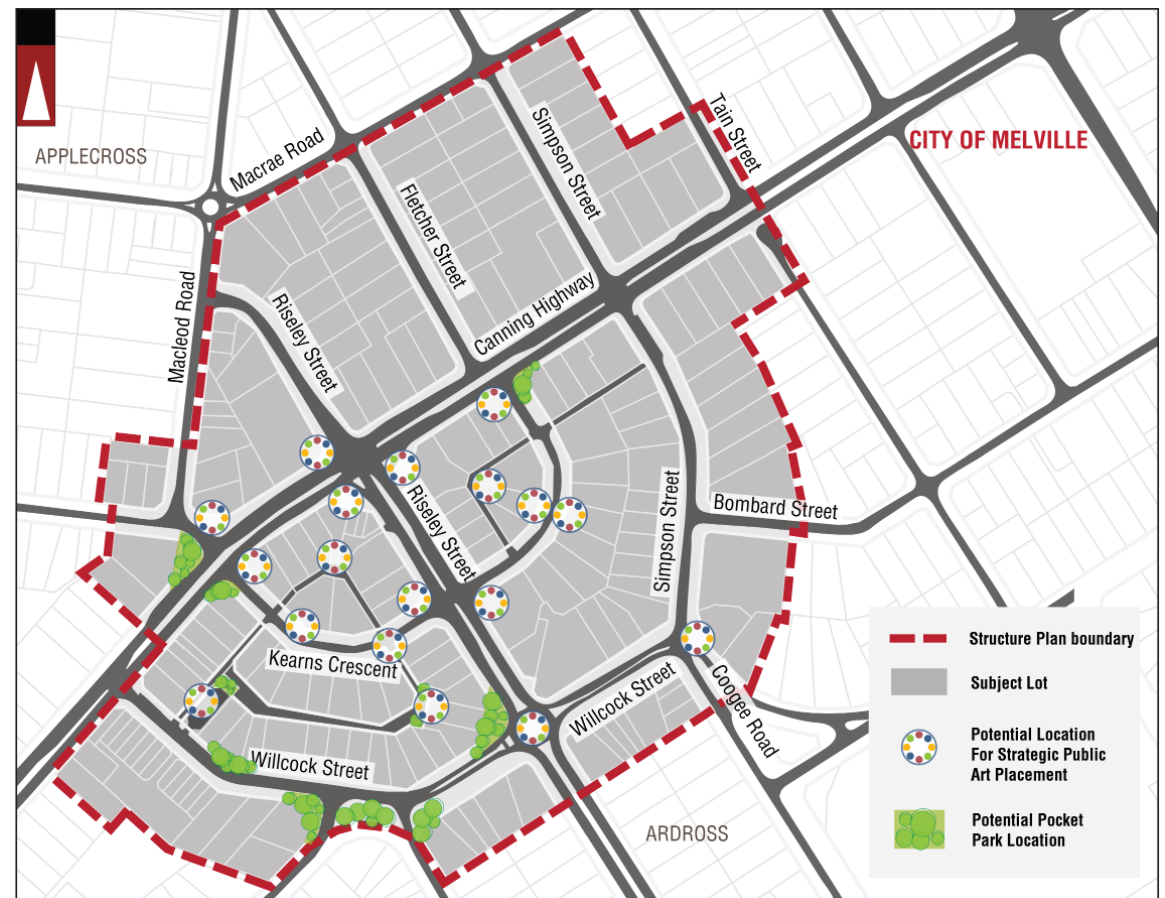 APPLECROSS
Macrae Road
Simpson Street
Tain Street
CITY OF MELVILLE
Fletcher Street
Macleod Road
Riseley Street
Canning Highway
Riseley Street
Simpson Street
Bombard Street
Kearns Crescent
Willcock Street
Coogee Road
Willcock Street
ARDROSS
Structure Plan boundary
Subject Lot
Potential Location
For Strategic Public
Art Placement
Potential Pocket
Park Location